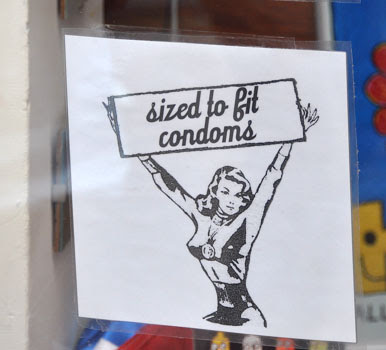 sized to fit
condoms